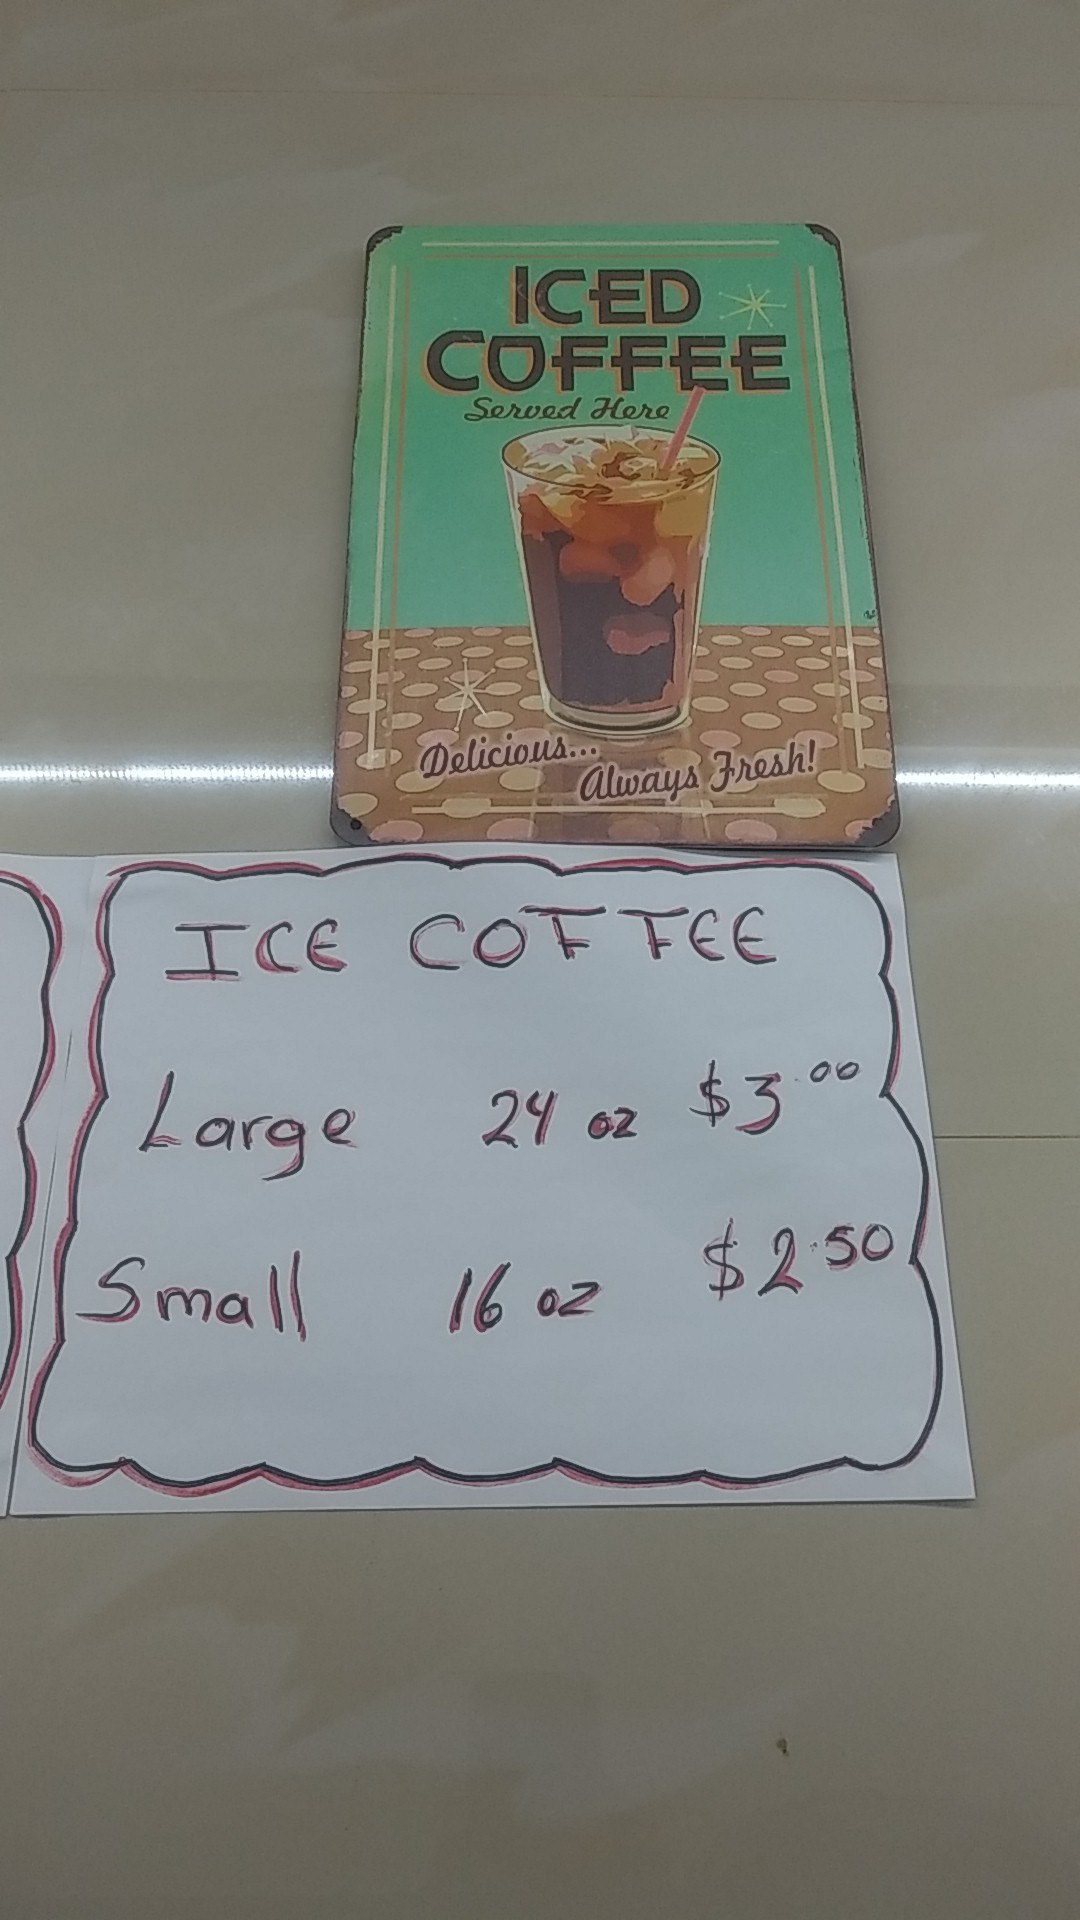 ICED
COFFEE
Served Here
Delicious...
Always Fresh!
ICE COFFEE
Large 24 oz $3.00
Small 16 oz $2.50